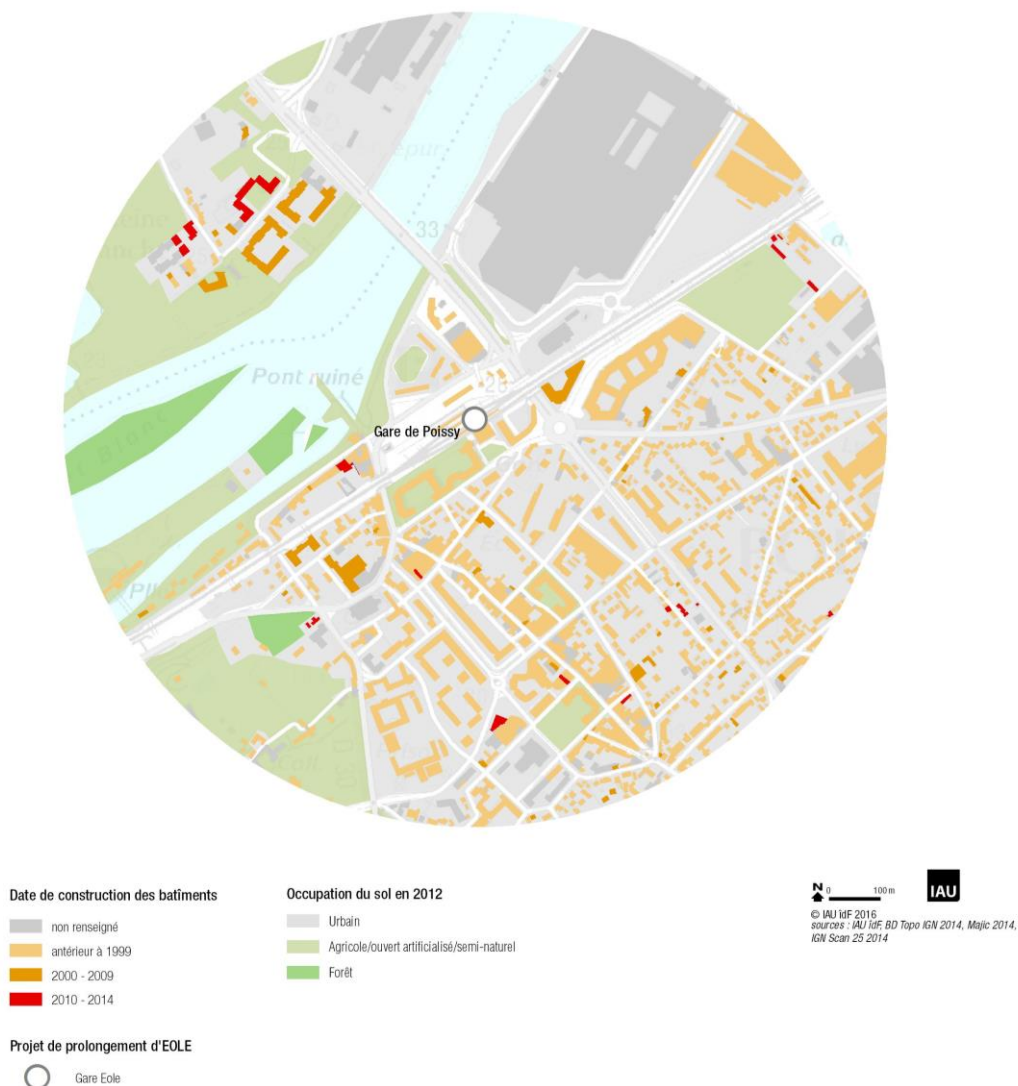 33
23
Pont ruiné
26
Gare de Poissy
Date de construction des batîments
non renseigné
antérieur à 1999
2000 - 2009
2010 - 2014
Projet de prolongement d'EOLE
Gare Eole
Occupation du sol en 2012
Urbain
Agricole/ouvert artificialisé/semi-naturel
Forêt
N 0 100 m
IAU
© IAU îdF 2016
sources : IAU îdF, BD Topo IGN 2014, Majic 2014,
IGN Scan 25 2014